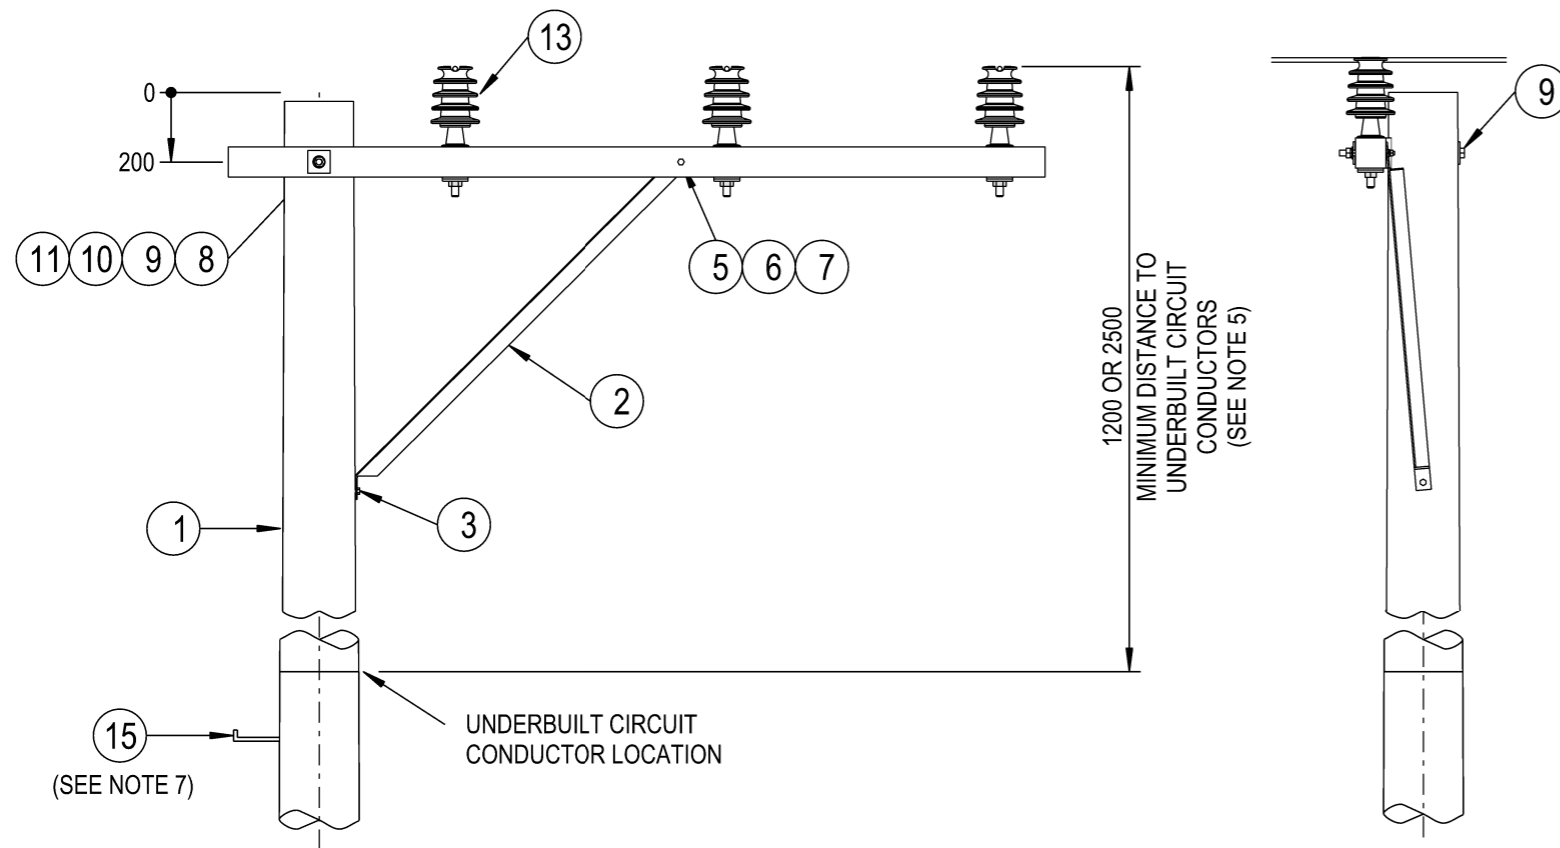 13
0
9
200
11 10 9 8
5 6 7
1200 OR 2500
MINIMUM DISTANCE TO
UNDERBUILT CIRCUIT
CONDUCTORS
(SEE NOTE 5)
2
3
1
UNDERBUILT CIRCUIT
CONDUCTOR LOCATION
15
(SEE NOTE 7)